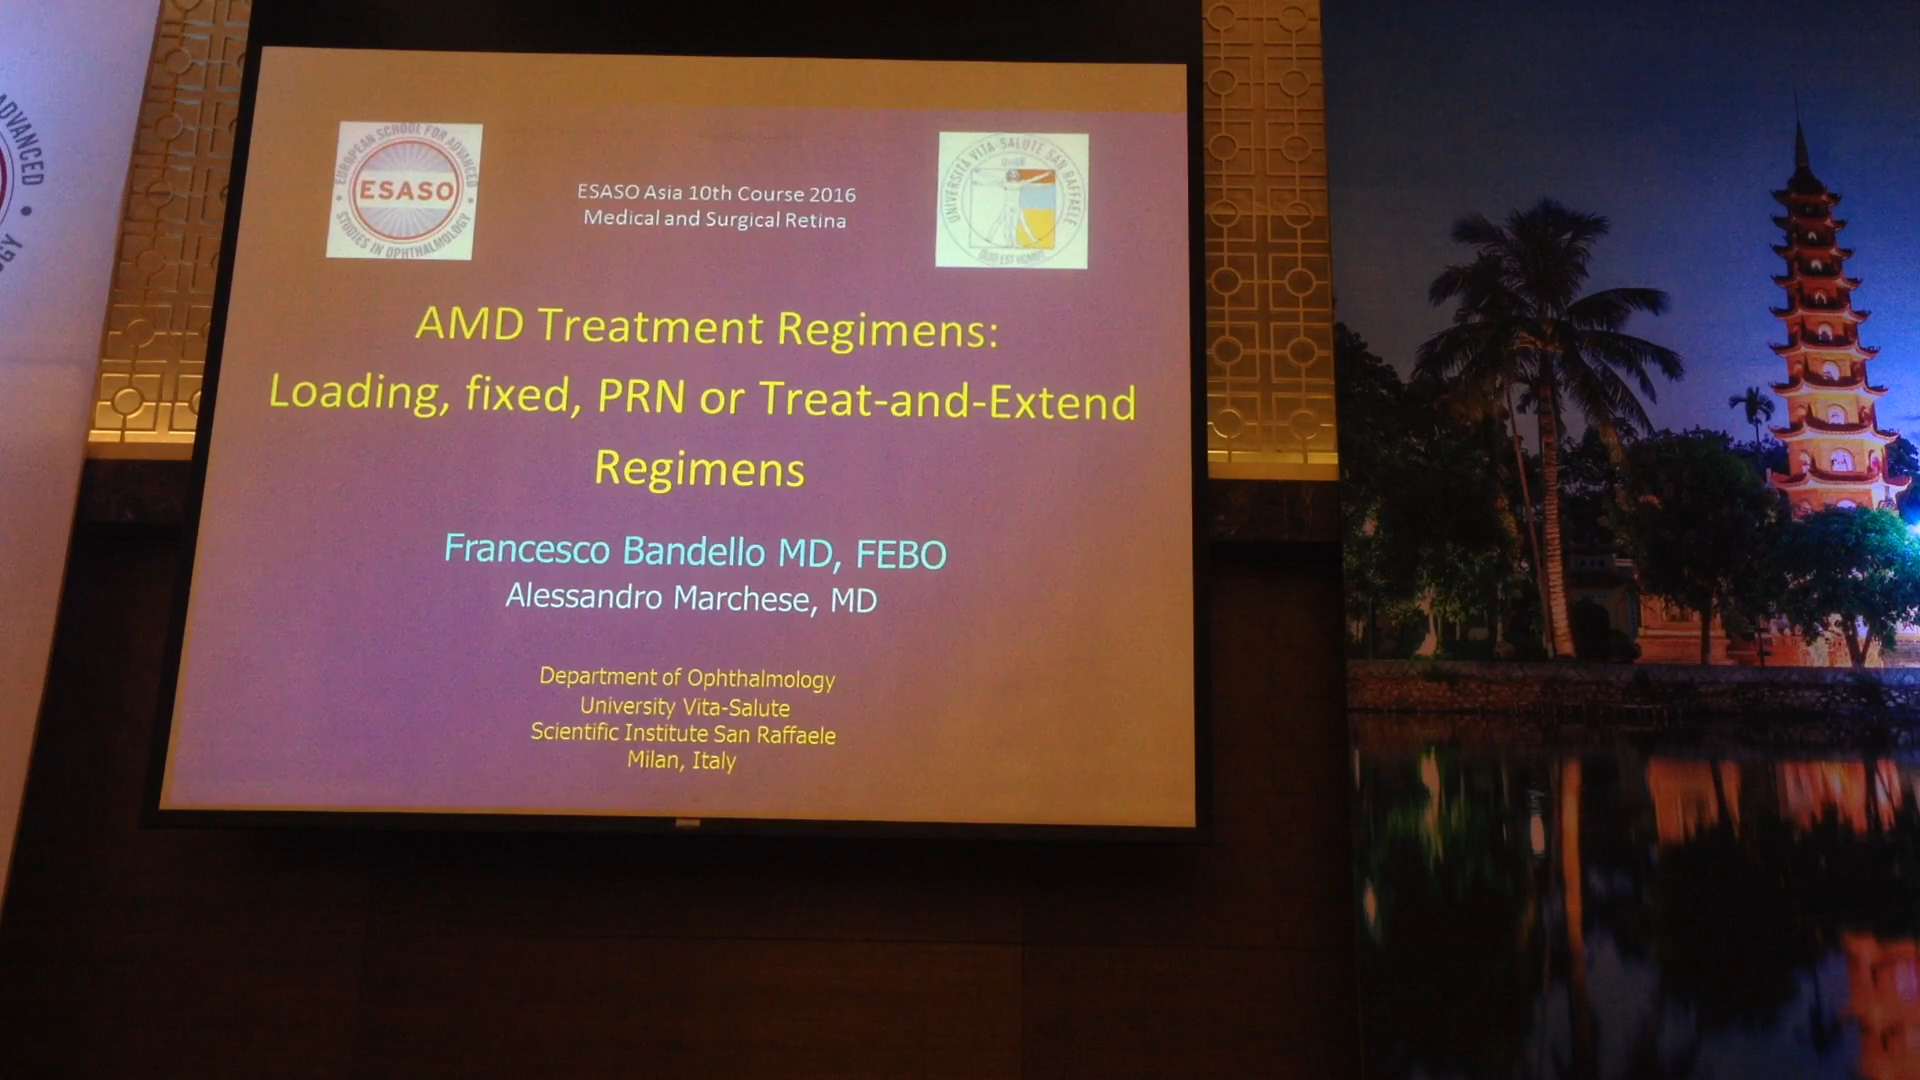 ADVANCED
EUROPEAN SCHOOL FOR ADVANCED
ESASO
STUDIES IN OPHTHALMOLOGY
ESASO Asia 10th Course 2016
Medical and Surgical Retina
UNIVERSITÀ VITA-SALUTE SAN RAFFAELE
AMD Treatment Regimens:
Loading, fixed, PRN or Treat-and-Extend
Regimens
Francesco Bandello MD, FEBO
Alessandro Marchese, MD
Department of Ophthalmology
University Vita-Salute
Scientific Institute San Raffaele
Milan, Italy